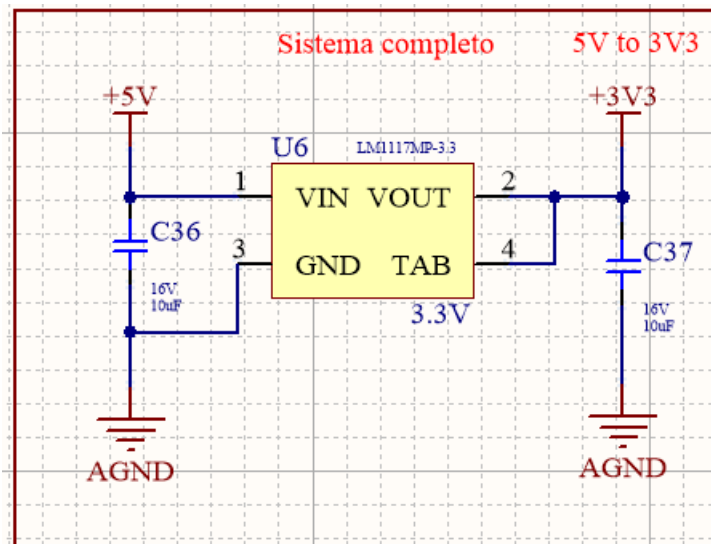 Sistema completo 5V to 3V3
+5V
+3V3
U6 LM1117MP-3.3
1 VIN VOUT 2
3 GND TAB 4
3.3V
C36
16V
10uF
C37
16V
10uF
AGND
AGND